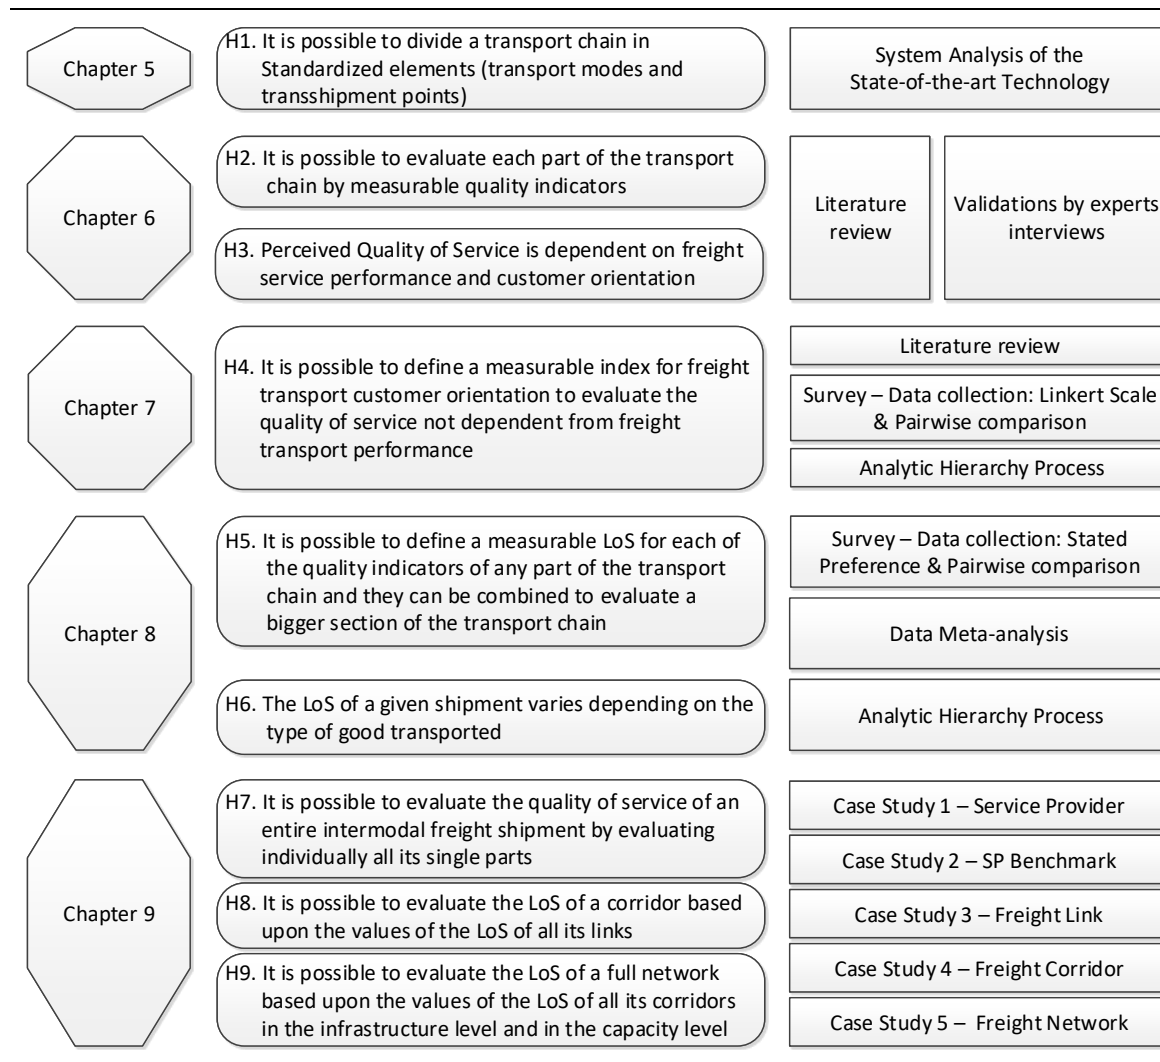 Chapter 5
H1. It is possible to divide a transport chain in
Standardized elements (transport modes and
transshipment points)
System Analysis of the
State-of-the-art Technology
Chapter 6
H2. It is possible to evaluate each part of the transport
chain by measurable quality indicators
H3. Perceived Quality of Service is dependent on freight
service performance and customer orientation
Literature
review
Validations by experts
interviews
Chapter 7
H4. It is possible to define a measurable index for freight
transport customer orientation to evaluate the
quality of service not dependent from freight
transport performance
Literature review
Survey – Data collection: Linkert Scale
& Pairwise comparison
Analytic Hierarchy Process
Chapter 8
H5. It is possible to define a measurable LoS for each of
the quality indicators of any part of the transport
chain and they can be combined to evaluate a
bigger section of the transport chain
H6. The LoS of a given shipment varies depending on the
type of good transported
Survey – Data collection: Stated
Preference & Pairwise comparison
Data Meta-analysis
Analytic Hierarchy Process
Chapter 9
H7. It is possible to evaluate the quality of service of an
entire intermodal freight shipment by evaluating
individually all its single parts
H8. It is possible to evaluate the LoS of a corridor based
upon the values of the LoS of all its links
H9. It is possible to evaluate the LoS of a full network
based upon the values of the LoS of all its corridors
in the infrastructure level and in the capacity level
Case Study 1 – Service Provider
Case Study 2 – SP Benchmark
Case Study 3 – Freight Link
Case Study 4 – Freight Corridor
Case Study 5 – Freight Network